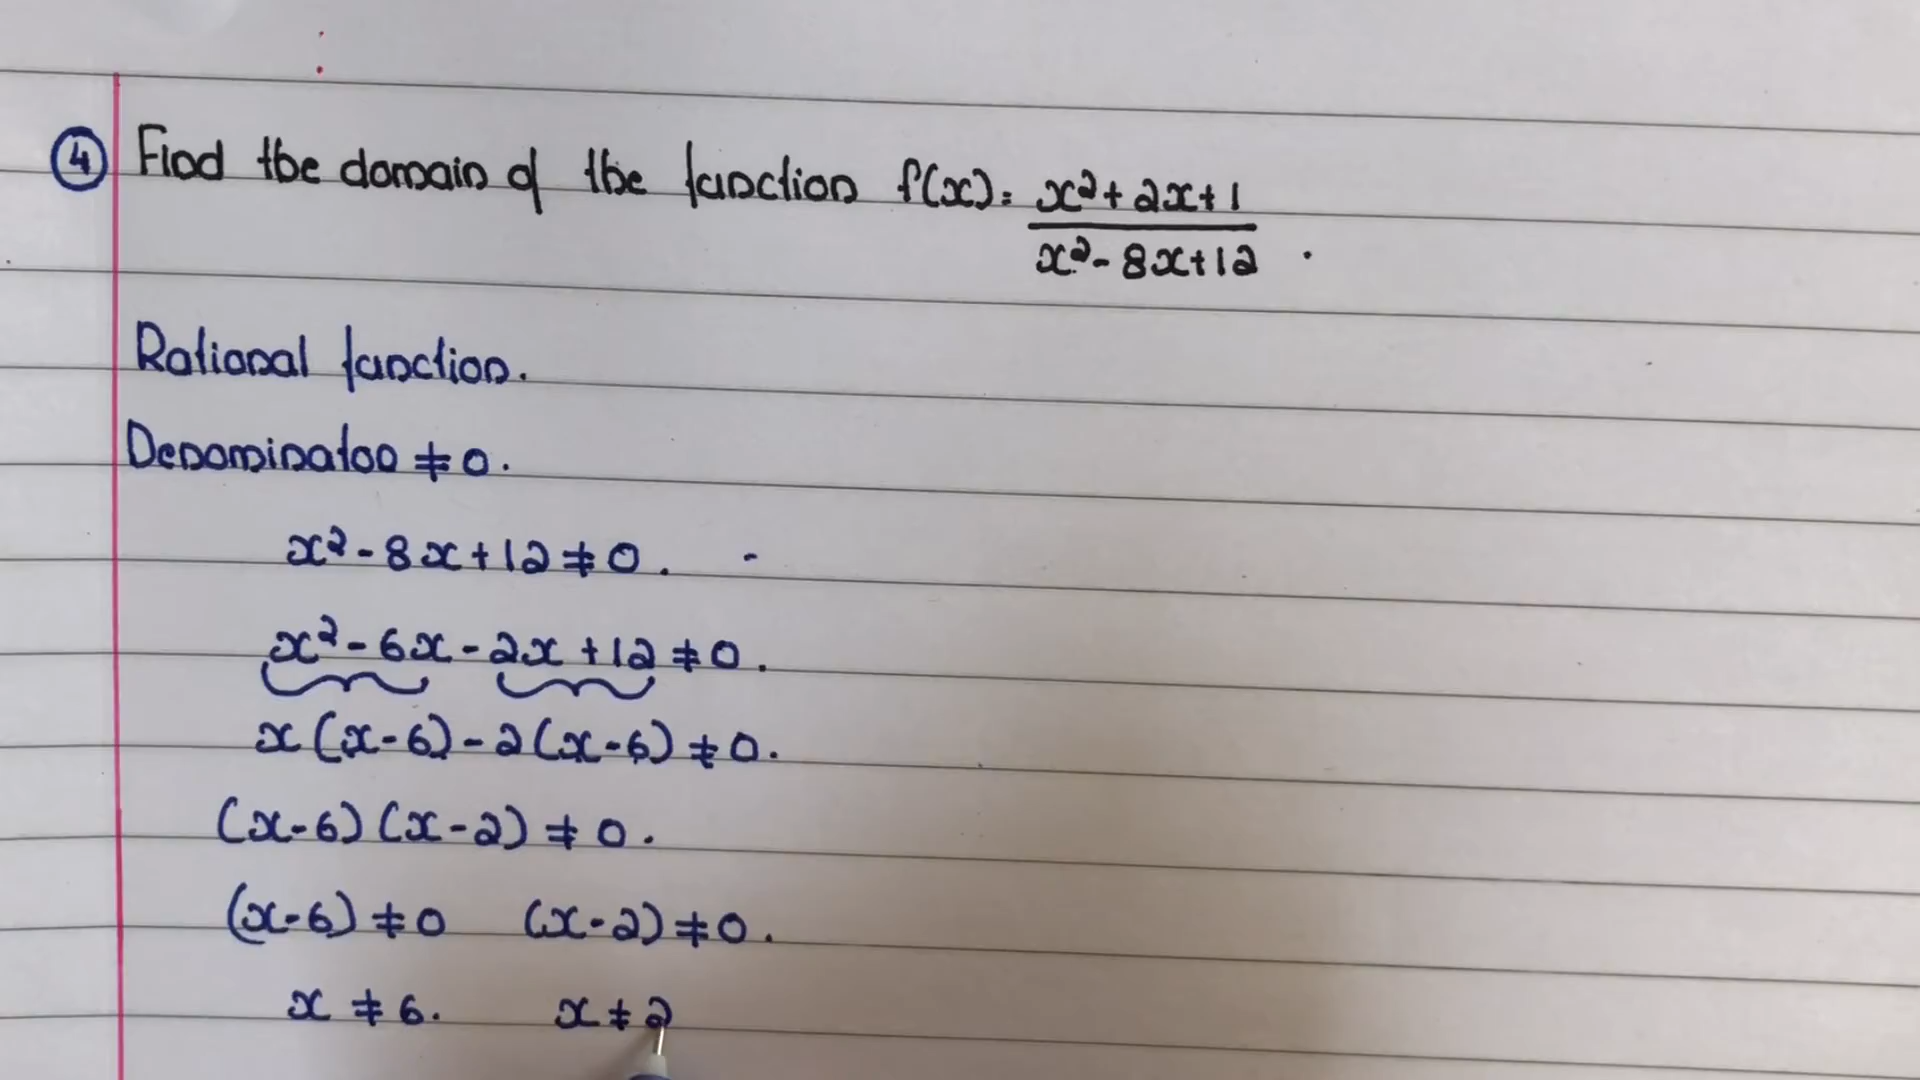 ④ Find the domain of the function f(x) = x² + 2x + 1
x² - 8x + 12 .
Rational function.
Denominator ≠ 0.
x² - 8x + 12 ≠ 0. -
x² - 6x - 2x + 12 ≠ 0.
x (x - 6) - 2 (x - 6) ≠ 0.
(x - 6) (x - 2) ≠ 0.
(x - 6) ≠ 0 (x - 2) ≠ 0.
x ≠ 6. x ≠ 2